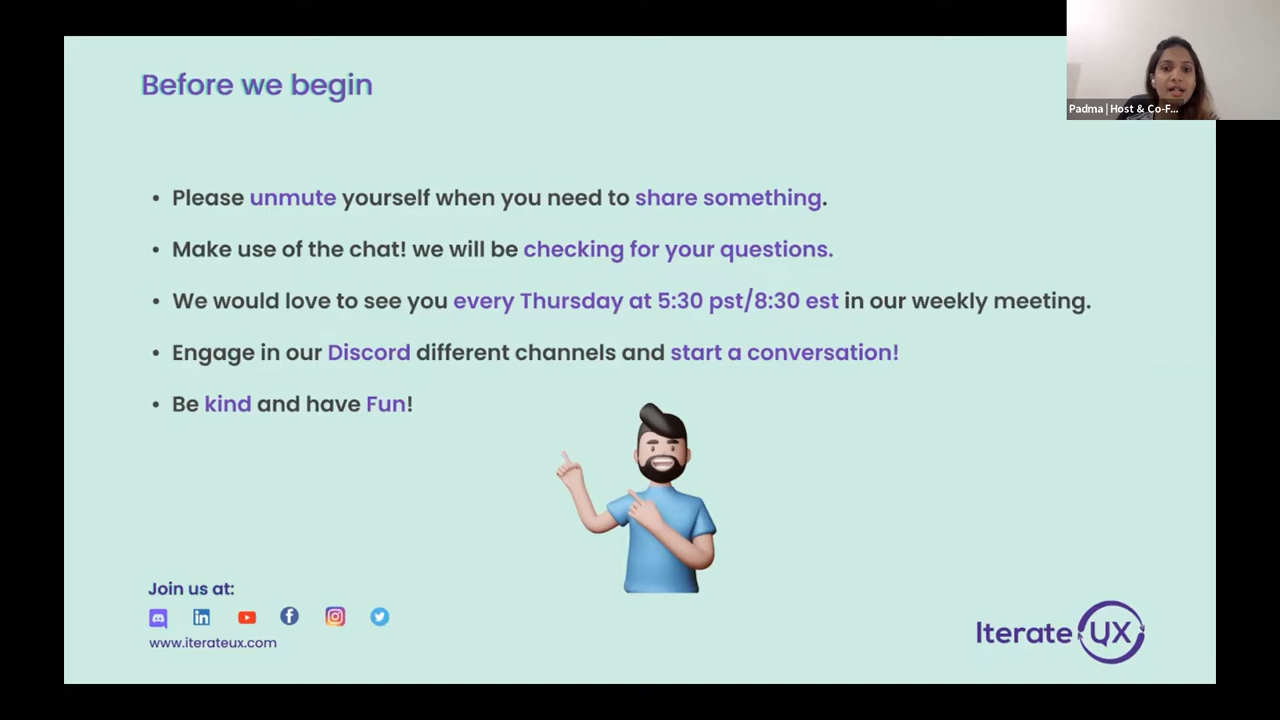 Before we begin
Padma | Host & Co-F...
• Please unmute yourself when you need to share something.
• Make use of the chat! we will be checking for your questions.
• We would love to see you every Thursday at 5:30 pst/8:30 est in our weekly meeting.
• Engage in our Discord different channels and start a conversation!
• Be kind and have Fun!
Join us at:
www.iterateux.com
Iterate UX